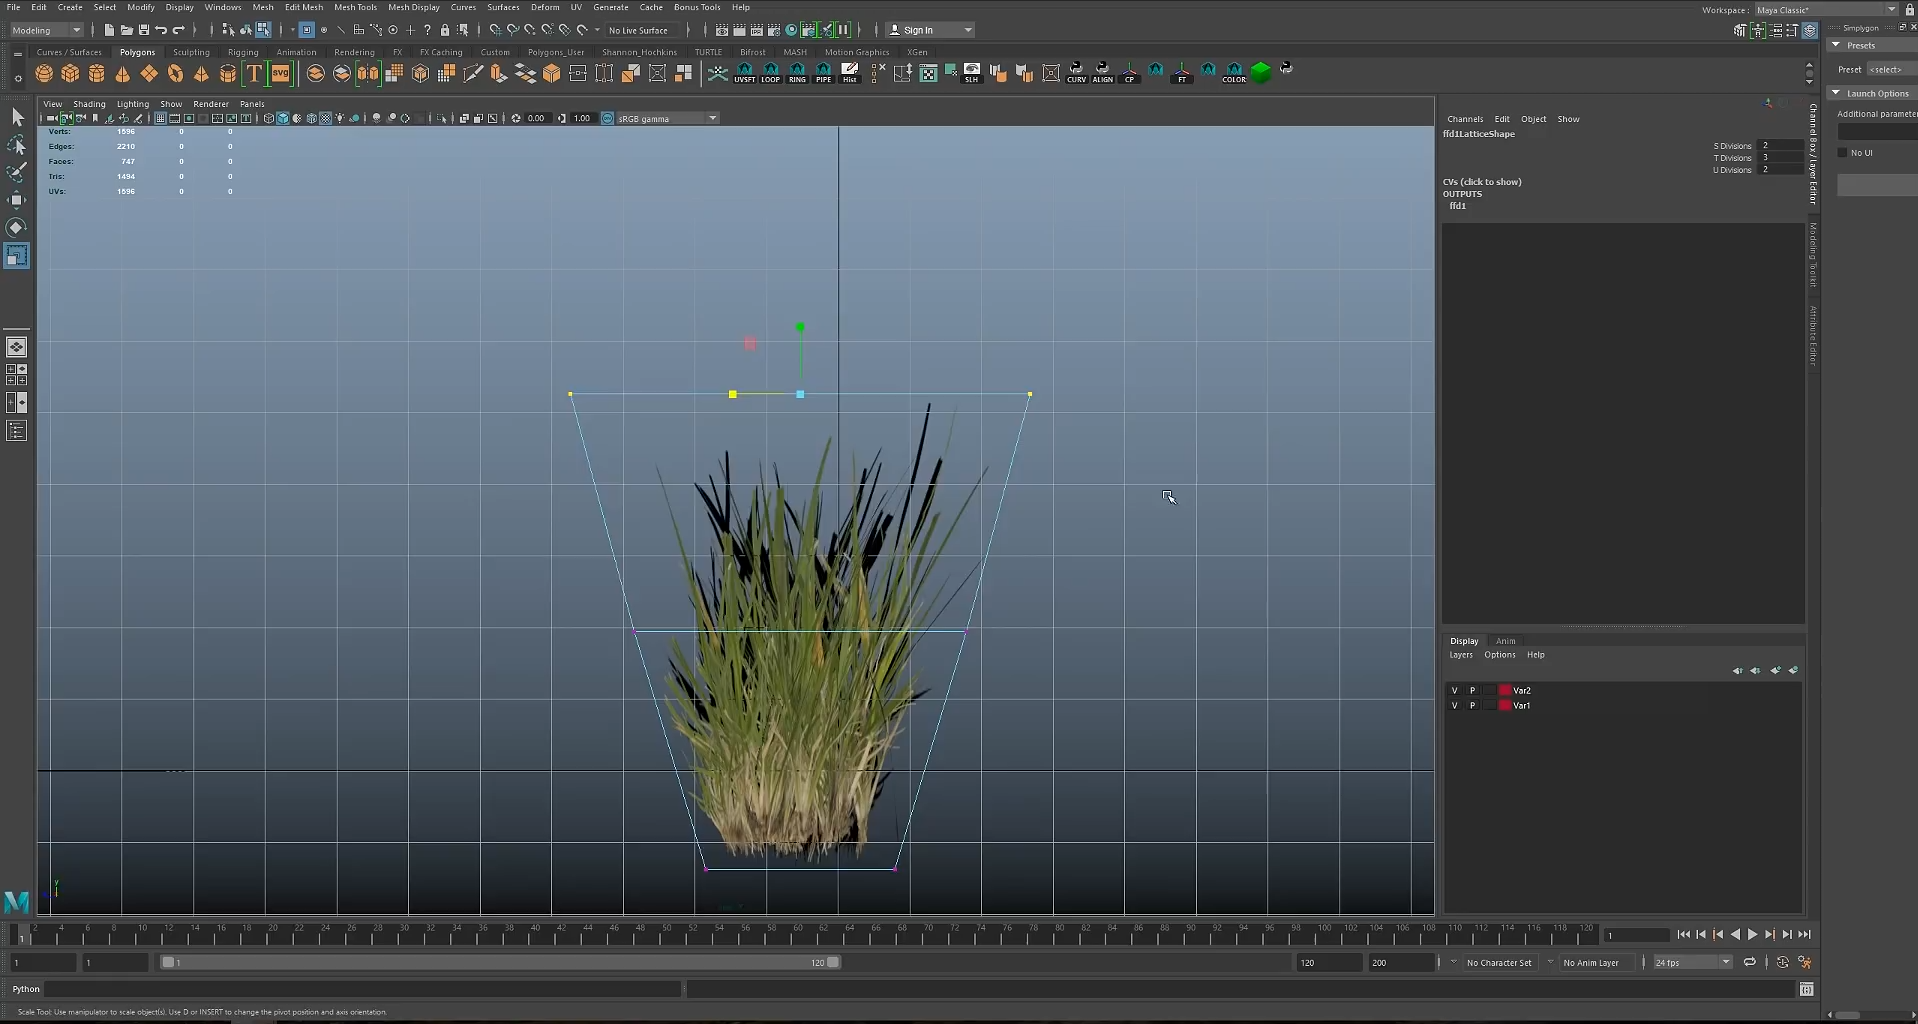 File Edit Create Select Modify Display Windows Mesh Edit Mesh Mesh Tools Mesh Display Curves Surfaces Deform UV Generate Cache Bonus Tools Help
Workspace : Maya Classic*
Modeling
No Live Surface
Sign In
Simplygon
Curves / Surfaces Polygons Sculpting Rigging Animation Rendering FX FX Caching Custom Polygons_User Shannon_Hochkins TURTLE Bifrost MASH Motion Graphics XGen
Presets
Preset <select>
T svg UVSFT LOOP RING PIPE Hist SLH CURV ALIGN CP FT COLOR
Launch Options
View Shading Lighting Show Renderer Panels
Additional parameter
0.00 1.00 sRGB gamma
Channels Edit Object Show
Verts: 1596 0 0
Edges: 2210 0 0
Faces: 747 0 0
Tris: 1494 0 0
UVs: 1596 0 0
ffd1LatticeShape
S Divisions 2
T Divisions 3
U Divisions 2
No UI
CVs (click to show)
OUTPUTS
ffd1
Channel Box / Layer Editor
Modeling Toolkit
Attribute Editor
Display Anim
Layers Options Help
V P Var2
V P Var1
y
M
2 4 6 8 10 12 14 16 18 20 22 24 26 28 30 32 34 36 38 40 42 44 46 48 50 52 54 56 58 60 62 64 66 68 70 72 74 76 78 80 82 84 86 88 90 92 94 96 98 100 102 104 106 108 110 112 114 116 118 120
1
1
1 1 1 120 120 200 No Character Set No Anim Layer 24 fps
Python
Scale Tool: Use manipulator to scale object(s). Use D or INSERT to change the pivot position and axis orientation.